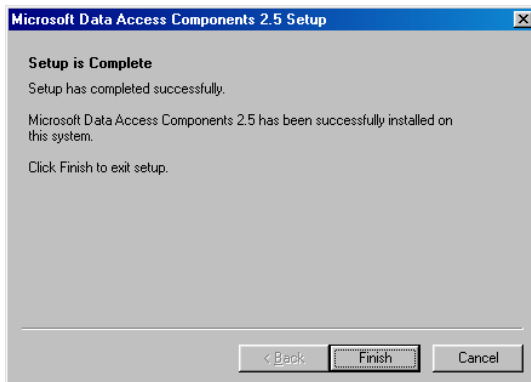 Microsoft Data Access Components 2.5 Setup
Setup is Complete
Setup has completed successfully.
Microsoft Data Access Components 2.5 has been successfully installed on
this system.
Click Finish to exit setup.
< Back
Finish
Cancel